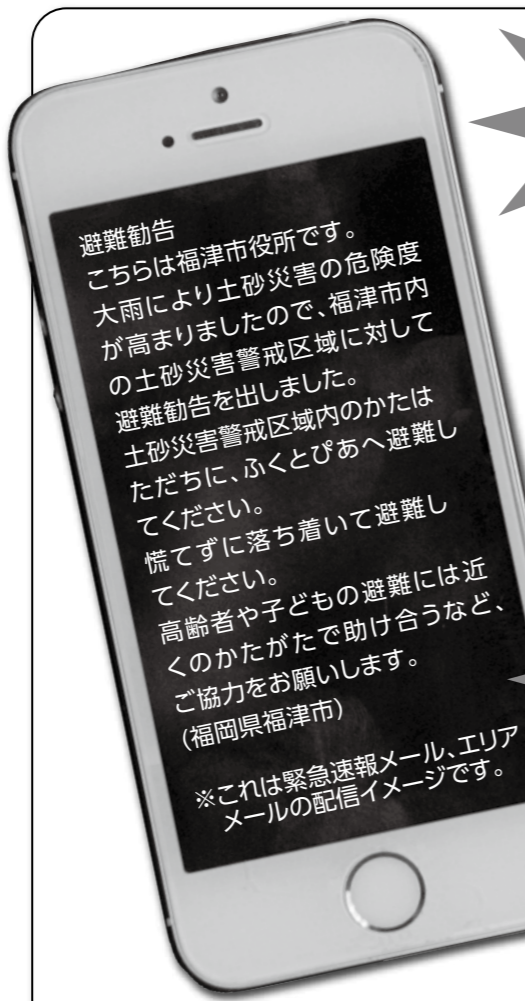 避難勧告
こちらは福津市役所です。
大雨により土砂災害の危険度
が高まりましたので、福津市内
の土砂災害警戒区域に対して
避難勧告を出しました。
土砂災害警戒区域内のかたは
ただちに、ふくとぴあへ避難し
てください。
慌てずに落ち着いて避難し
てください。
高齢者や子どもの避難には近
くのかたがたで助け合うなど、
ご協力をお願いします。
(福岡県福津市)
※これは緊急速報メール、エリア
メールの配信イメージです。